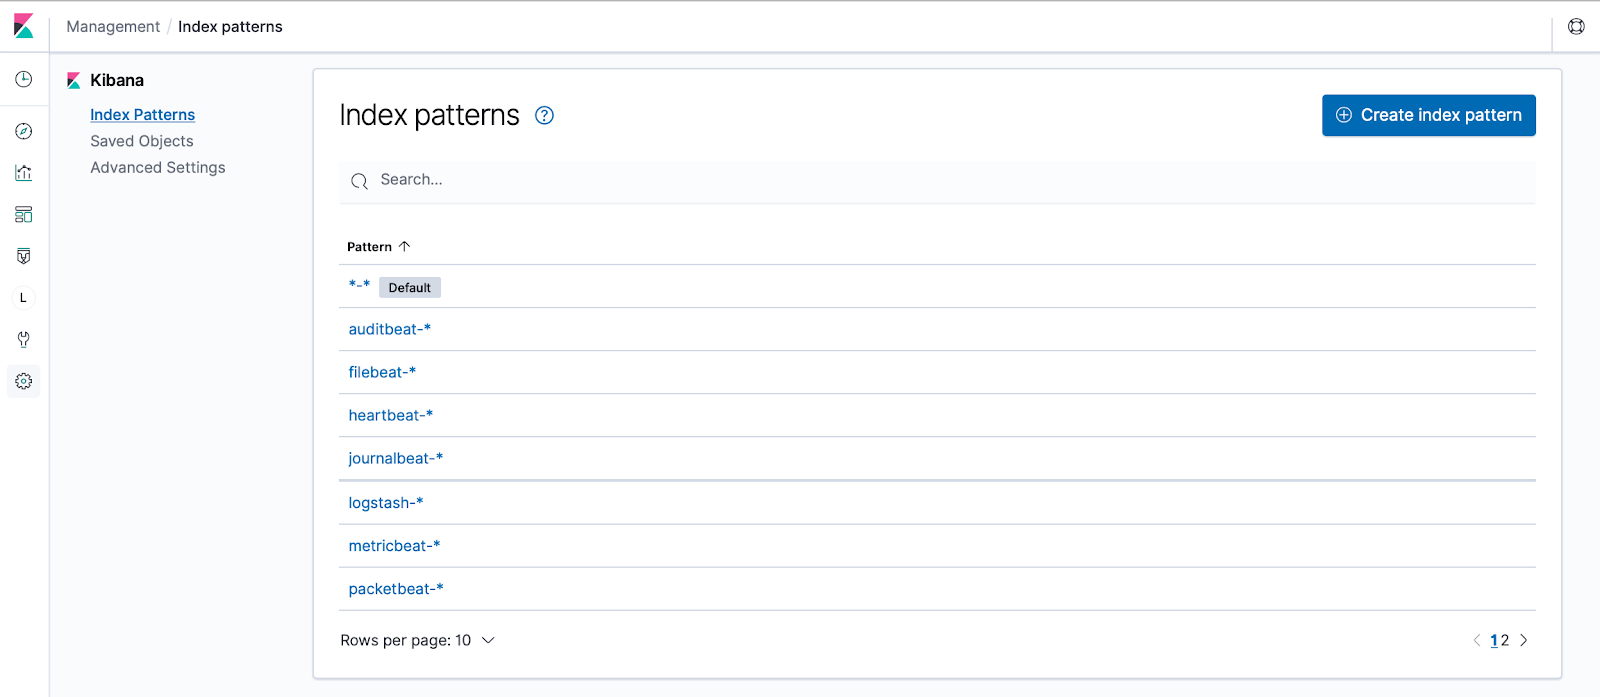 Management / Index patterns
Kibana
Index Patterns
Saved Objects
Advanced Settings
L
Index patterns
Create index pattern
Search...
Pattern
*-* Default
auditbeat-*
filebeat-*
heartbeat-*
journalbeat-*
logstash-*
metricbeat-*
packetbeat-*
Rows per page: 10
1 2